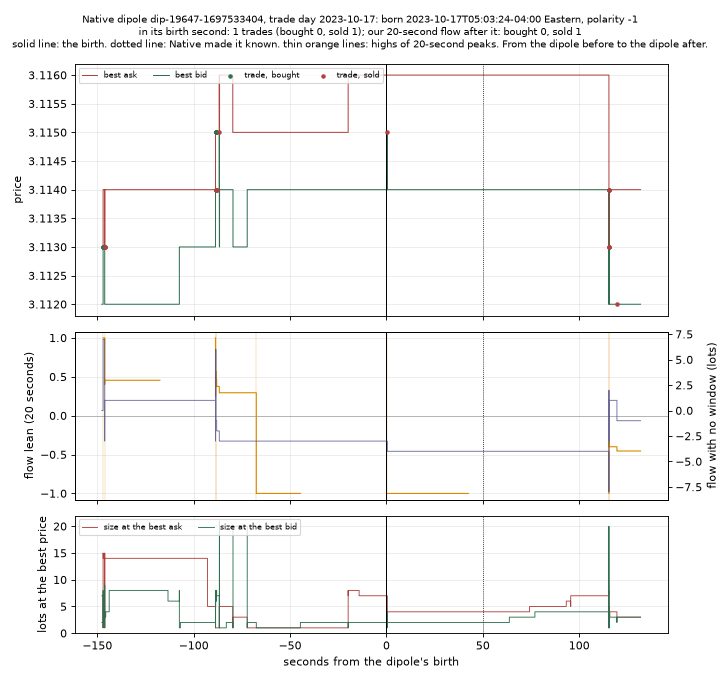 Native dipole dip-19647-1697533404, trade day 2023-10-17: born 2023-10-17T05:03:24-04:00 Eastern, polarity -1
in its birth second: 1 trades (bought 0, sold 1); our 20-second flow after it: bought 0, sold 1
solid line: the birth. dotted line: Native made it known. thin orange lines: highs of 20-second peaks. From the dipole before to the dipole after.
best ask
best bid
trade, bought
trade, sold
3.1160
3.1155
3.1150
3.1145
3.1140
3.1135
3.1130
3.1125
3.1120
price
1.0
0.5
0.0
−0.5
−1.0
flow lean (20 seconds)
7.5
5.0
2.5
0.0
−2.5
−5.0
−7.5
flow with no window (lots)
size at the best ask
size at the best bid
20
15
10
5
0
lots at the best price
−150
−100
−50
0
50
100
seconds from the dipole's birth